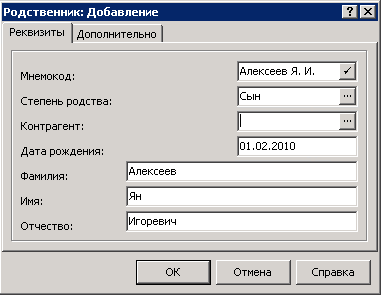 Родственник: Добавление
Реквизиты Дополнительно
Мнемокод: Алексеев Я. И.
Степень родства: Сын
Контрагент:
Дата рождения: 01.02.2010
Фамилия: Алексеев
Имя: Ян
Отчество: Игоревич
ОК Отмена Справка